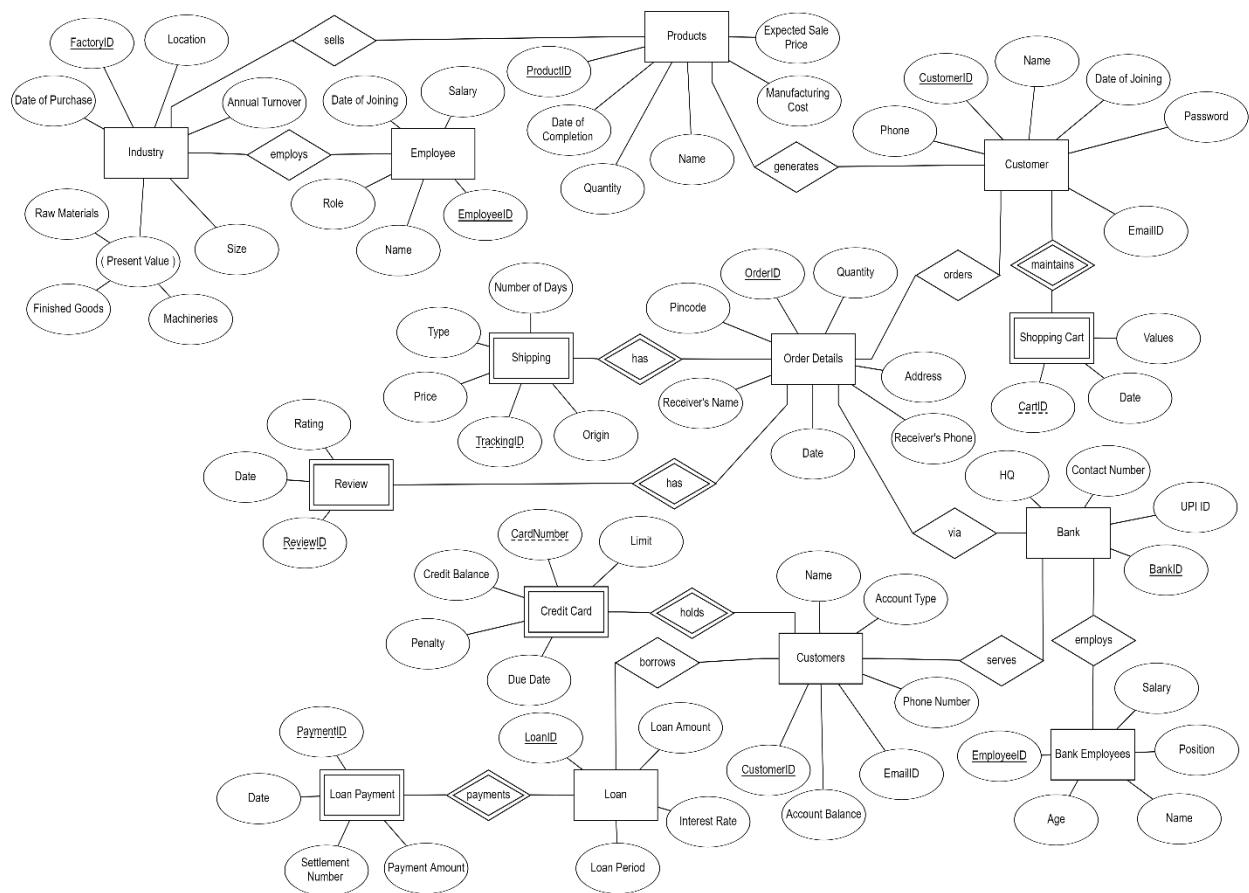 FactoryID
Location
sells
Products
Expected Sale
Price
ProductID
CustomerID
Name
Date of Joining
Date of Purchase
Annual Turnover
Date of Joining
Salary
Manufacturing
Cost
Date of
Completion
Phone
Password
Industry
employs
Employee
Name
generates
Customer
Quantity
Role
EmployeeID
Raw Materials
Name
Size
EmailID
( Present Value )
OrderID
Quantity
orders
maintains
Finished Goods
Machineries
Number of Days
Pincode
Type
Shipping
has
Order Details
Shopping Cart
Values
Price
Receiver's Name
Address
CartID
Date
TrackingID
Origin
Date
Receiver's Phone
Rating
Date
Review
has
HQ
Contact Number
UPI ID
ReviewID
CardNumber
Limit
via
Bank
BankID
Credit Balance
Name
Account Type
Credit Card
holds
Penalty
borrows
Customers
serves
employs
Due Date
Phone Number
Salary
PaymentID
LoanID
Loan Amount
CustomerID
EmailID
EmployeeID
Bank Employees
Position
Date
Loan Payment
payments
Loan
Account Balance
Interest Rate
Age
Name
Settlement
Number
Payment Amount
Loan Period